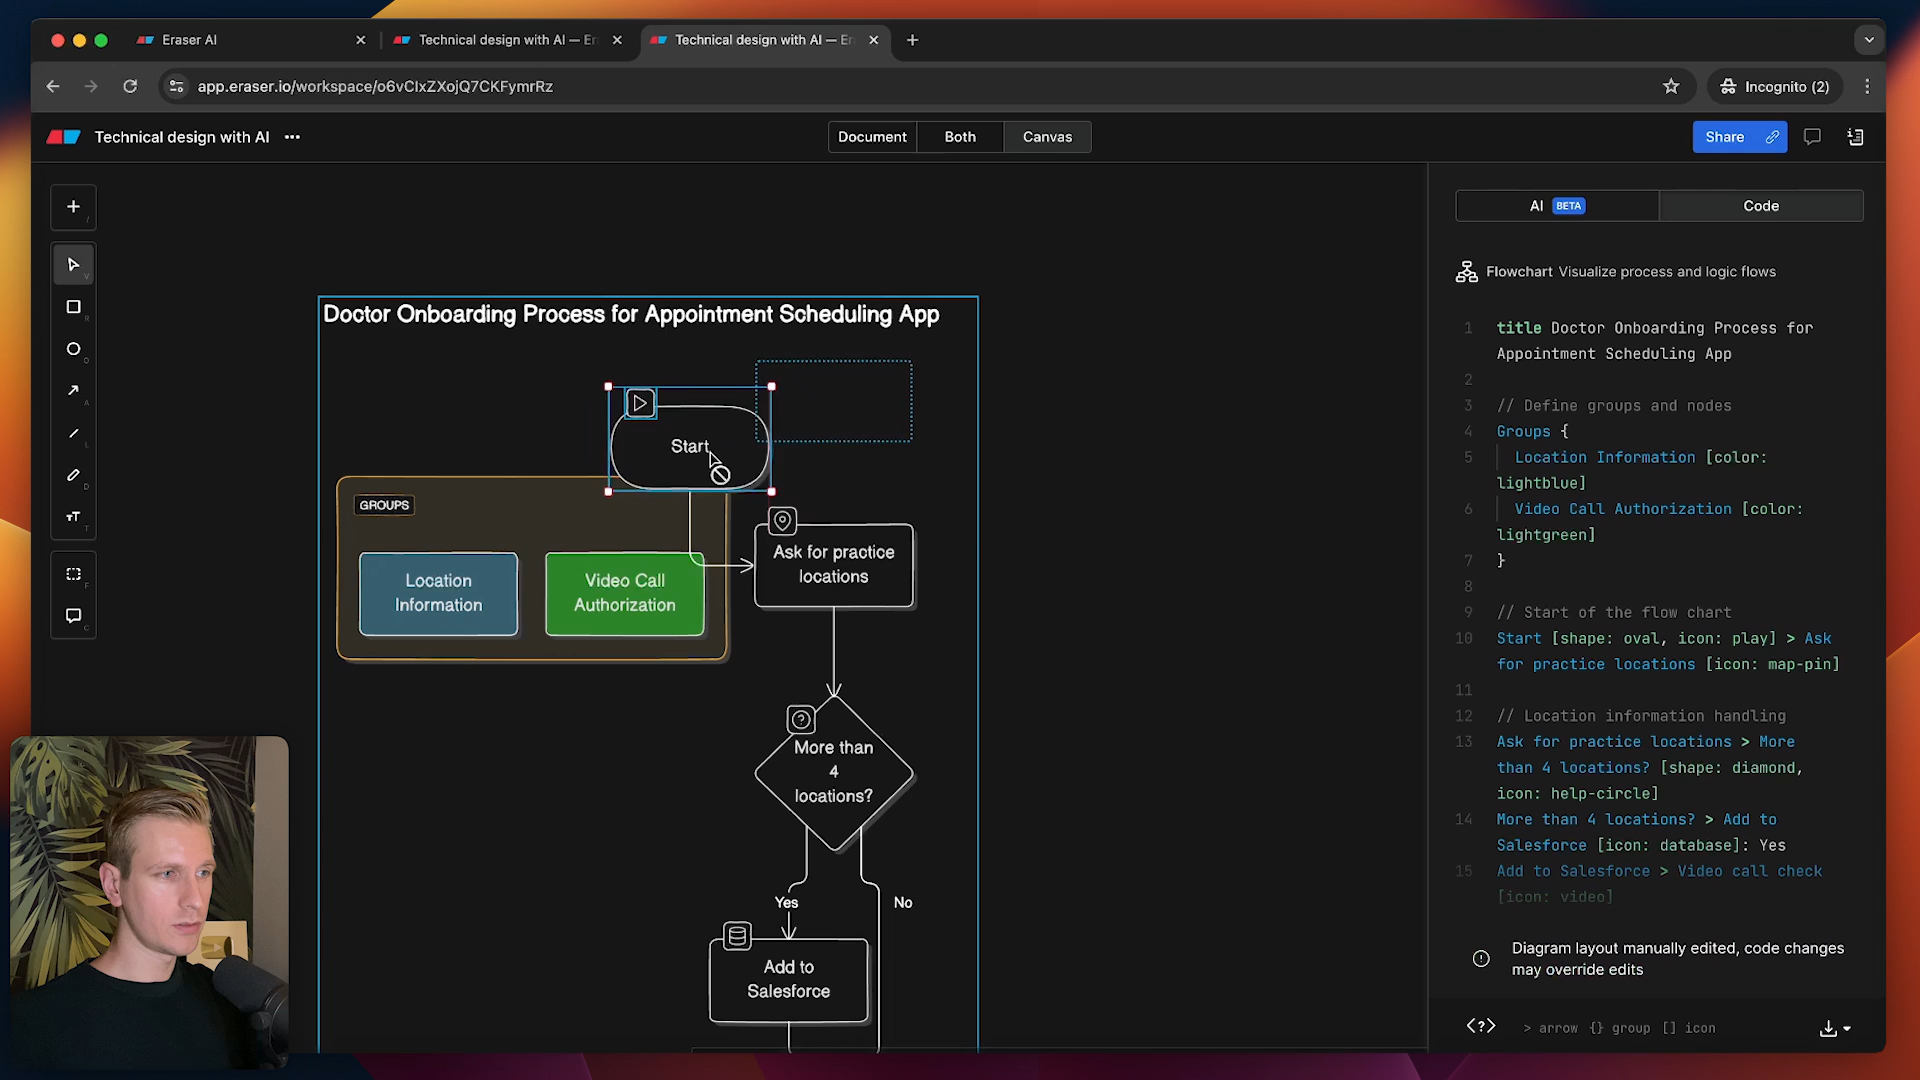 Eraser AI
Technical design with AI — Er
Technical design with AI — En
app.eraser.io/workspace/o6vCIxZXojQ7CKFymrRz
Incognito (2)
Technical design with AI
Document
Both
Canvas
Share
/
V
R
O
A
L
D
T
F
C
Doctor Onboarding Process for Appointment Scheduling App
Start
GROUPS
Location
Information
Video Call
Authorization
Ask for practice
locations
More than
4
locations?
Yes
No
Add to
Salesforce
AI BETA
Code
Flowchart Visualize process and logic flows
1 title Doctor Onboarding Process for
Appointment Scheduling App
2
3 // Define groups and nodes
4 Groups {
5 Location Information [color:
lightblue]
6 Video Call Authorization [color:
lightgreen]
7 }
8
9 // Start of the flow chart
10 Start [shape: oval, icon: play] > Ask
for practice locations [icon: map-pin]
11
12 // Location information handling
13 Ask for practice locations > More
than 4 locations? [shape: diamond,
icon: help-circle]
14 More than 4 locations? > Add to
Salesforce [icon: database]: Yes
15 Add to Salesforce > Video call check
[icon: video]
Diagram layout manually edited, code changes
may override edits
<?> > arrow {} group [] icon